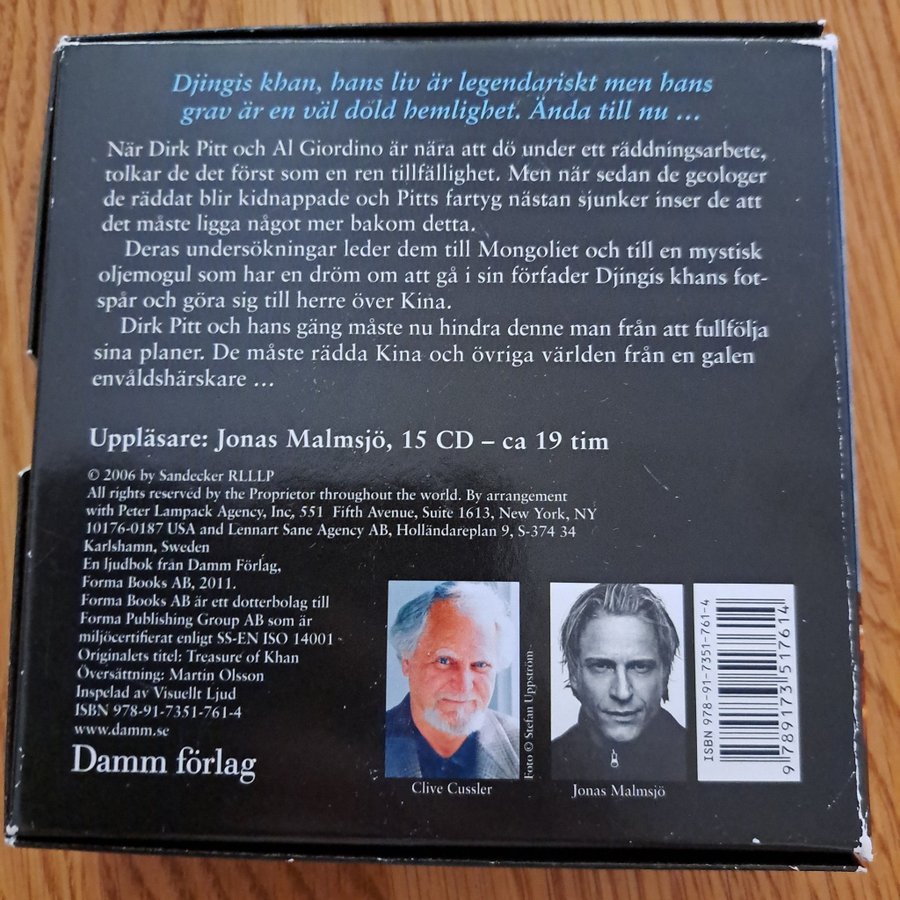 Djingis khan, hans liv är legendariskt men hans
grav är en väl dold hemlighet. Ända till nu ...
När Dirk Pitt och Al Giordino är nära att dö under ett räddningsarbete,
tolkar de det först som en ren tillfällighet. Men när sedan de geologer
de räddat blir kidnappade och Pitts fartyg nästan sjunker inser de att
det måste ligga något mer bakom detta.
Deras undersökningar leder dem till Mongoliet och till en mystisk
oljemogul som har en dröm om att gå i sin förfader Djingis khans fot-
spår och göra sig till herre över Kina.
Dirk Pitt och hans gäng måste nu hindra denne man från att fullfölja
sina planer. De måste rädda Kina och övriga världen från en galen
envåldshärskare ...
Uppläsare: Jonas Malmsjö, 15 CD – ca 19 tim
© 2006 by Sandecker RLLLP
All rights reserved by the Proprietor throughout the world. By arrangement
with Peter Lampack Agency, Inc, 551 Fifth Avenue, Suite 1613, New York, NY
10176-0187 USA and Lennart Sane Agency AB, Holländareplan 9, S-374 34
Karlshamn, Sweden
En ljudbok från Damm Förlag,
Forma Books AB, 2011.
Forma Books AB är ett dotterbolag till
Forma Publishing Group AB som är
miljöcertifierat enligt SS-EN ISO 14001
Originalets titel: Treasure of Khan
Översättning: Martin Olsson
Inspelad av Visuellt Ljud
ISBN 978-91-7351-761-4
www.damm.se
Damm förlag
Clive Cussler
Foto © Stefan Uppström
Jonas Malmsjö
ISBN 978-91-7351-761-4
9 789173 517614